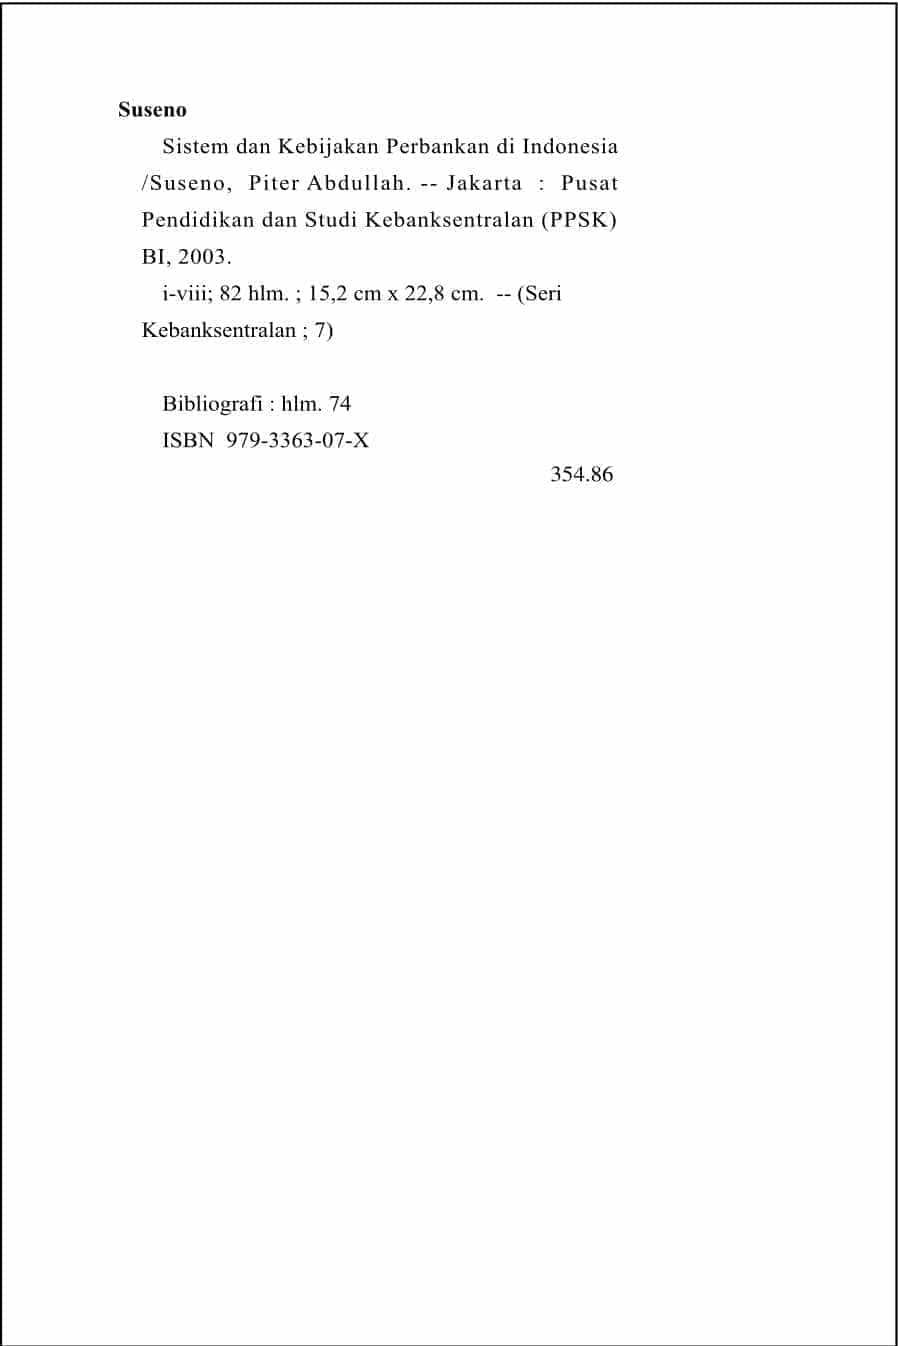 Suseno
Sistem dan Kebijakan Perbankan di Indonesia
/Suseno, Piter Abdullah. -- Jakarta : Pusat
Pendidikan dan Studi Kebanksentralan (PPSK)
BI, 2003.
i-viii; 82 hlm. ; 15,2 cm x 22,8 cm. -- (Seri
Kebanksentralan ; 7)
Bibliografi : hlm. 74
ISBN 979-3363-07-X
354.86